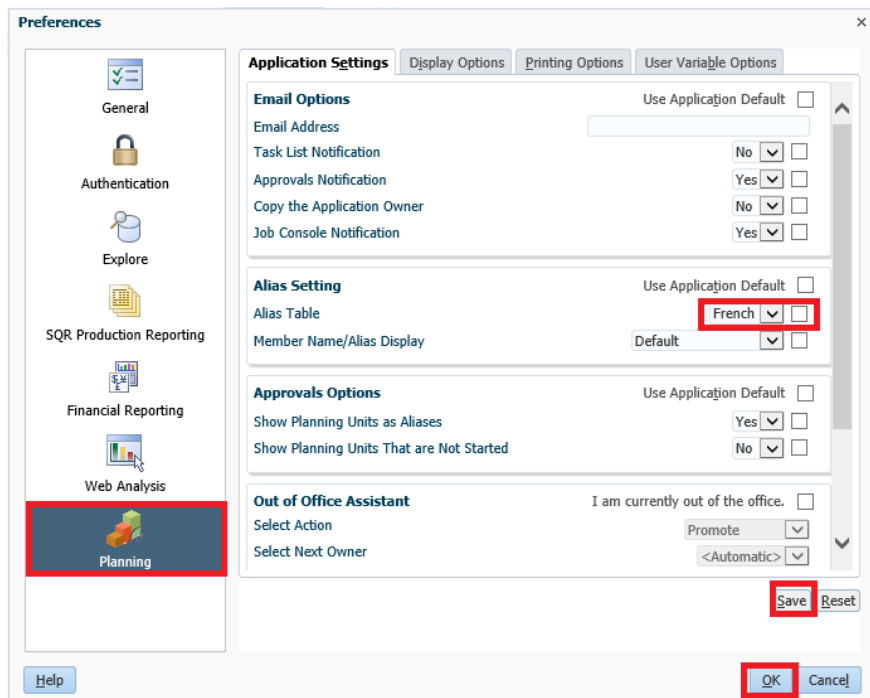 Preferences
General
Authentication
Explore
SQR Production Reporting
Financial Reporting
Web Analysis
Planning
Application Settings Display Options Printing Options User Variable Options
Email Options Use Application Default
Email Address
Task List Notification No
Approvals Notification Yes
Copy the Application Owner No
Job Console Notification Yes
Alias Setting Use Application Default
Alias Table French
Member Name/Alias Display Default
Approvals Options Use Application Default
Show Planning Units as Aliases Yes
Show Planning Units That are Not Started No
Out of Office Assistant I am currently out of the office.
Select Action Promote
Select Next Owner <Automatic>
Save Reset
Help OK Cancel